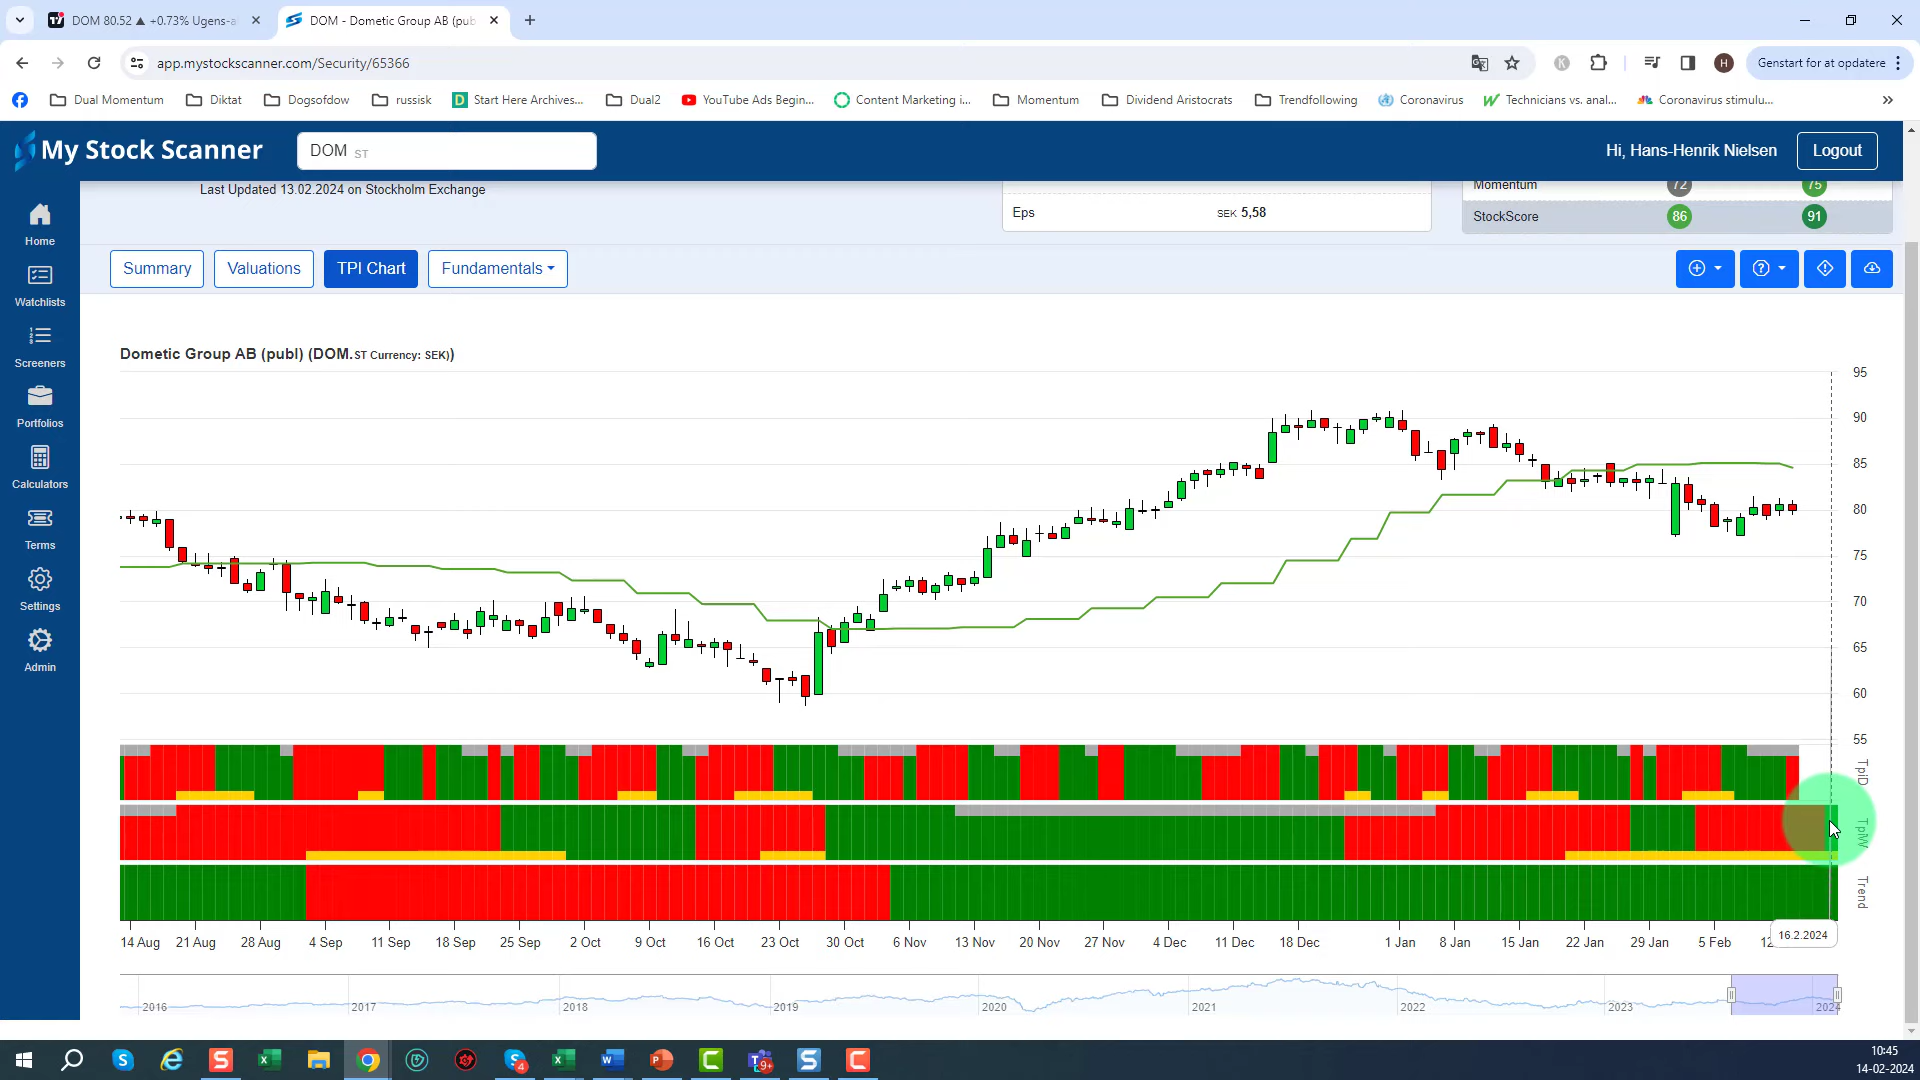 DOM 80.52 ▲ +0.73% Ugens-a
DOM - Dometic Group AB (pub
app.mystockscanner.com/Security/65366
K
H
Genstart for at opdatere
Dual Momentum
Diktat
Dogsofdow
russisk
Start Here Archives...
Dual2
YouTube Ads Begin...
Content Marketing i...
Momentum
Dividend Aristocrats
Trendfollowing
Coronavirus
Technicians vs. anal...
Coronavirus stimulu...
My Stock Scanner
DOM ST
Hi, Hans-Henrik Nielsen
Logout
Last Updated 13.02.2024 on Stockholm Exchange
Eps SEK 5,58
Momentum 72 75
StockScore 86 91
Home
Watchlists
Screeners
Portfolios
Calculators
Terms
Settings
Admin
Summary
Valuations
TPI Chart
Fundamentals
Dometic Group AB (publ) (DOM.ST Currency: SEK))
95
90
85
80
75
70
65
60
55
TpiD
TpiW
Trend
14 Aug 21 Aug 28 Aug 4 Sep 11 Sep 18 Sep 25 Sep 2 Oct 9 Oct 16 Oct 23 Oct 30 Oct 6 Nov 13 Nov 20 Nov 27 Nov 4 Dec 11 Dec 18 Dec 1 Jan 8 Jan 15 Jan 22 Jan 29 Jan 5 Feb 12
16.2.2024
2016 2017 2018 2019 2020 2021 2022 2023 2024
4
9+
10:45
14-02-2024